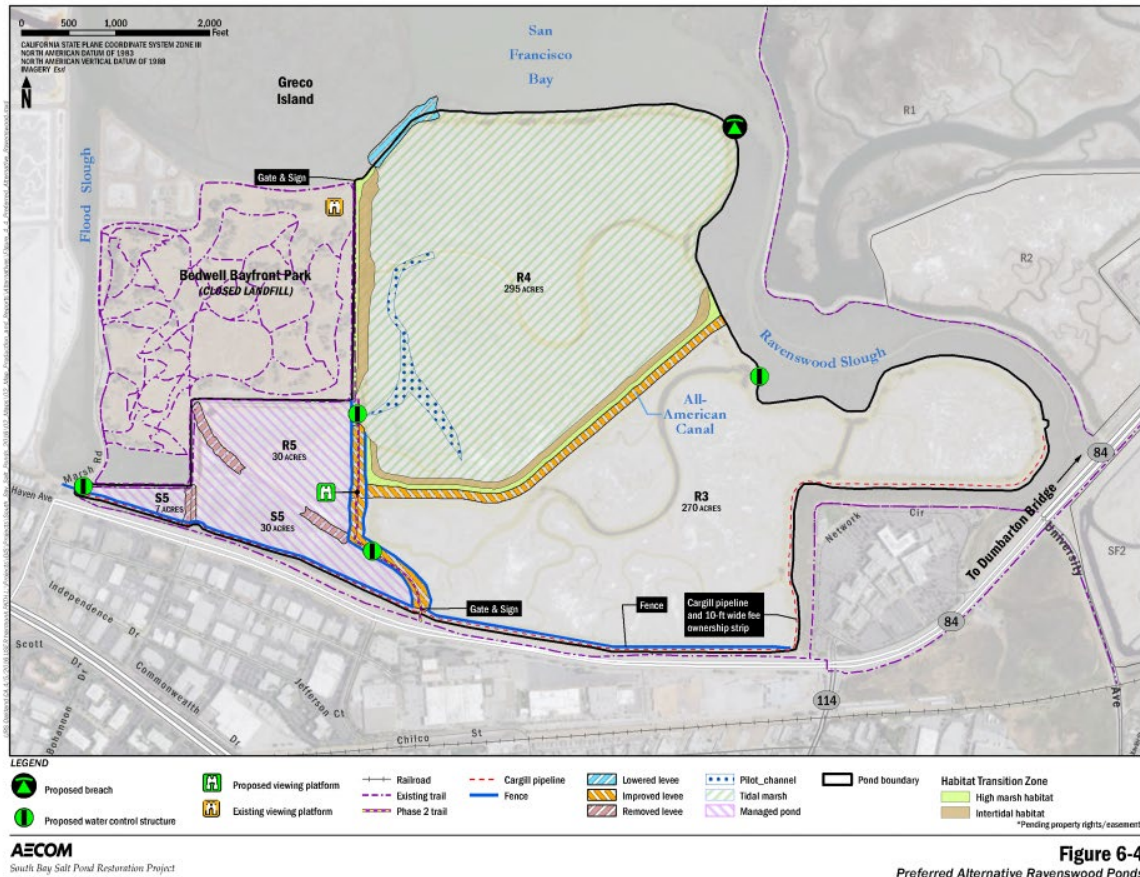 0 500 1,000 2,000
Feet
CALIFORNIA STATE PLANE COORDINATE SYSTEM ZONE III
NORTH AMERICAN DATUM OF 1983
NORTH AMERICAN VERTICAL DATUM OF 1988
IMAGERY Esri
N
San
Francisco
Bay
Greco
Island
R1
Gate & Sign
Flood Slough
Bedwell Bayfront Park
(CLOSED LANDFILL)
R4
295 ACRES
R2
Ravenswood Slough
All-
American
Canal
R5
30 ACRES
Marsh Rd
Haven Ave
S5
7 ACRES
S5
30 ACRES
R3
270 ACRES
84
To Dumbarton Bridge
Network Cir
University
Ave
SF2
84
Gate & Sign
Fence
Cargill pipeline
and 10-ft wide fee
ownership strip
Independence Dr
Scott
Dr
Commonwealth
Dr
Jefferson Ct
Bohannon
Dr
Chilco St
114
LEGEND
Proposed breach
Proposed water control structure
Proposed viewing platform
Existing viewing platform
Railroad
Existing trail
Phase 2 trail
Cargill pipeline
Fence
Lowered levee
Improved levee
Removed levee
Pilot_channel
Tidal marsh
Managed pond
Pond boundary
Habitat Transition Zone
High marsh habitat
Intertidal habitat
*Pending property rights/easement
AECOM
South Bay Salt Pond Restoration Project
Figure 6-4
Preferred Alternative Ravenswood Ponds